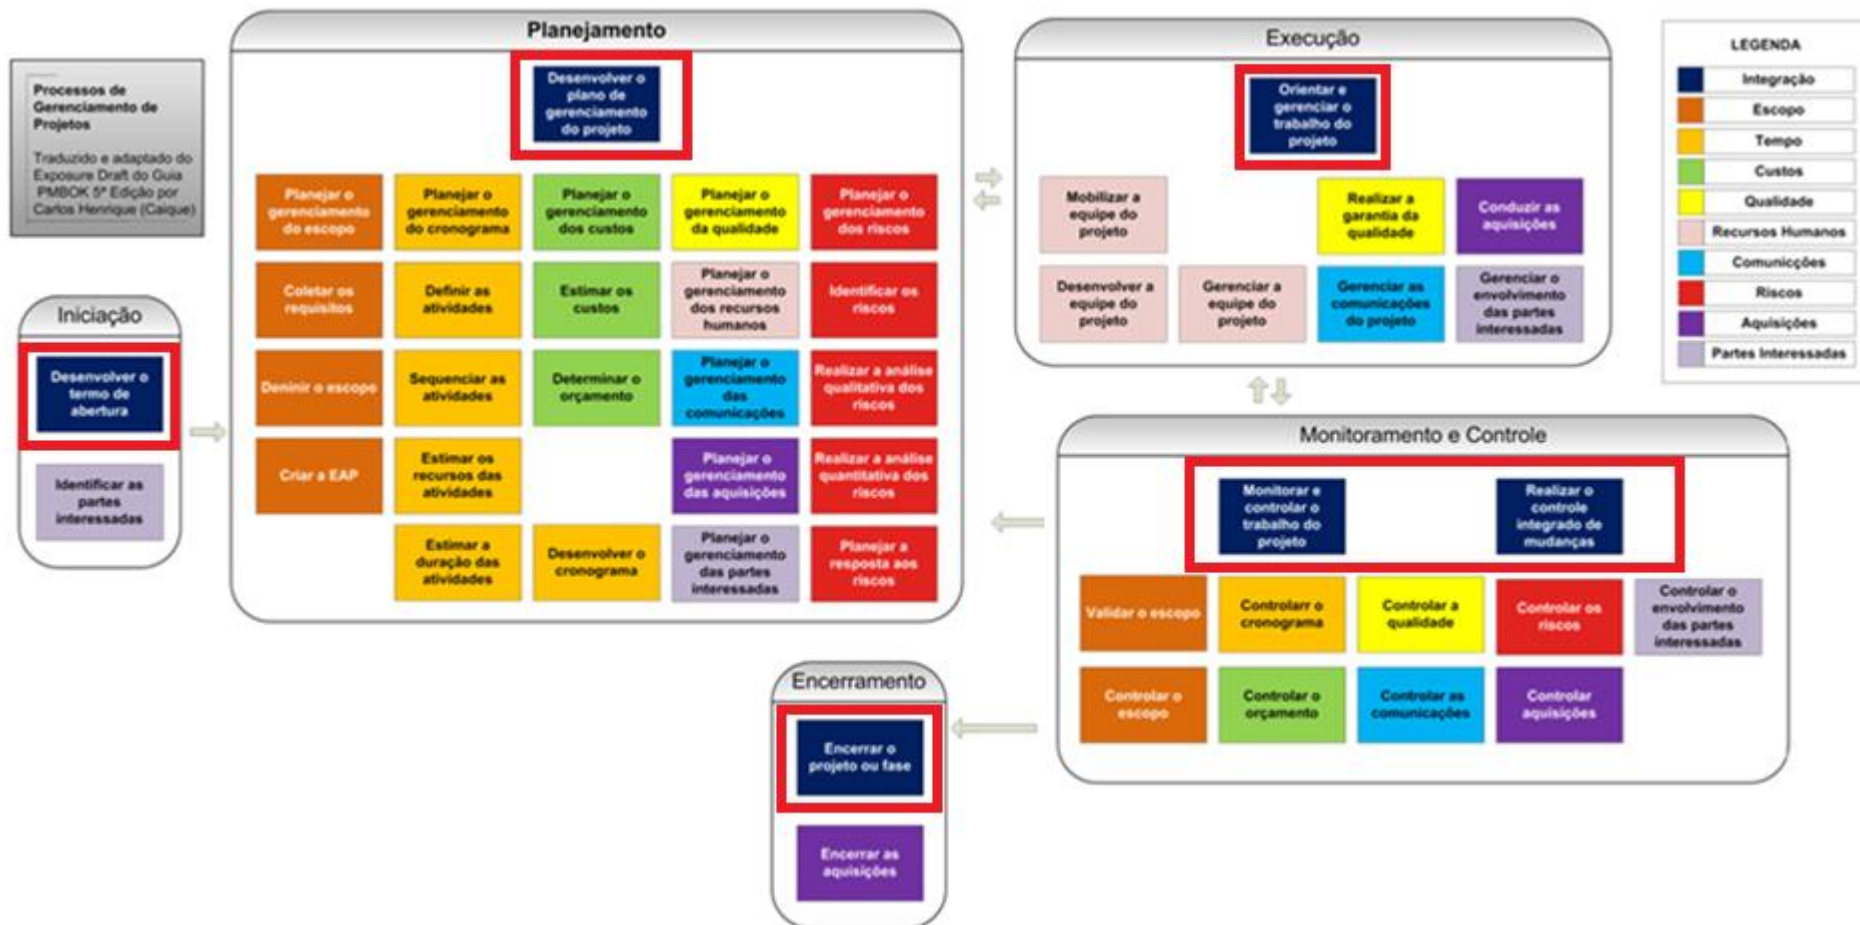 Processos de
Gerenciamento de
Projetos
Traduzido e adaptado do
Exposure Draft do Guia
PMBOK 5ª Edição por
Carlos Henrique (Caique)
Iniciação
Desenvolver o
termo de
abertura
Identificar as
partes
interessadas
Planejamento
Desenvolver o
plano de
gerenciamento
do projeto
Planejar o
gerenciamento
do escopo
Planejar o
gerenciamento
do cronograma
Planejar o
gerenciamento
dos custos
Planejar o
gerenciamento
da qualidade
Planejar o
gerenciamento
dos riscos
Coletar os
requisitos
Definir as
atividades
Estimar os
custos
Planejar o
gerenciamento
dos recursos
humanos
Identificar os
riscos
Deninir o escopo
Sequenciar as
atividades
Determinar o
orçamento
Planejar o
gerenciamento
das
comunicações
Realizar a análise
qualitativa dos
riscos
Criar a EAP
Estimar os
recursos das
atividades
Planejar o
gerenciamento
das aquisições
Realizar a análise
quantitativa dos
riscos
Estimar a
duração das
atividades
Desenvolver o
cronograma
Planejar o
gerenciamento
das partes
interessadas
Planejar a
resposta aos
riscos
Execução
Orientar e
gerenciar o
trabalho do
projeto
Mobilizar a
equipe do
projeto
Realizar a
garantia da
qualidade
Conduzir as
aquisições
Desenvolver a
equipe do
projeto
Gerenciar a
equipe do
projeto
Gerenciar as
comunicações
do projeto
Gerenciar o
envolvimento
das partes
interessadas
LEGENDA
Integração
Escopo
Tempo
Custos
Qualidade
Recursos Humanos
Comunicções
Riscos
Aquisições
Partes Interessadas
Monitoramento e Controle
Monitorar e
controlar o
trabalho do
projeto
Realizar o
controle
integrado de
mudanças
Validar o escopo
Controlarr o
cronograma
Controlar a
qualidade
Controlar os
riscos
Controlar o
envolvimento
das partes
interessadas
Controlar o
escopo
Controlar o
orçamento
Controlar as
comunicações
Controlar
aquisições
Encerramento
Encerrar o
projeto ou fase
Encerrar as
aquisições